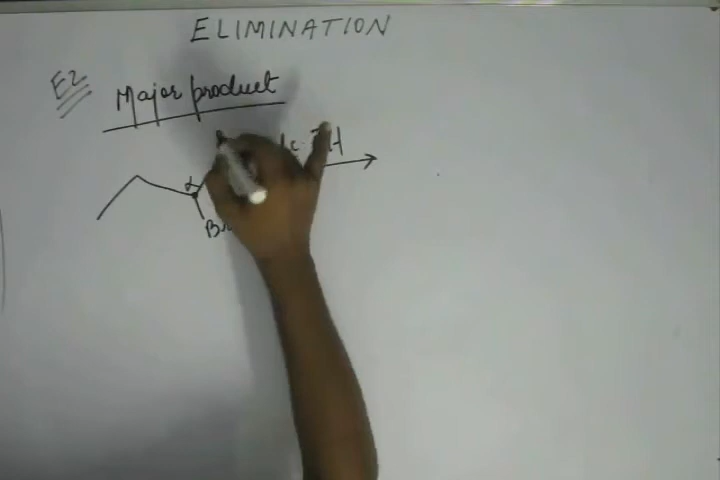 ELIMINATION
E2
Major product
α
Br